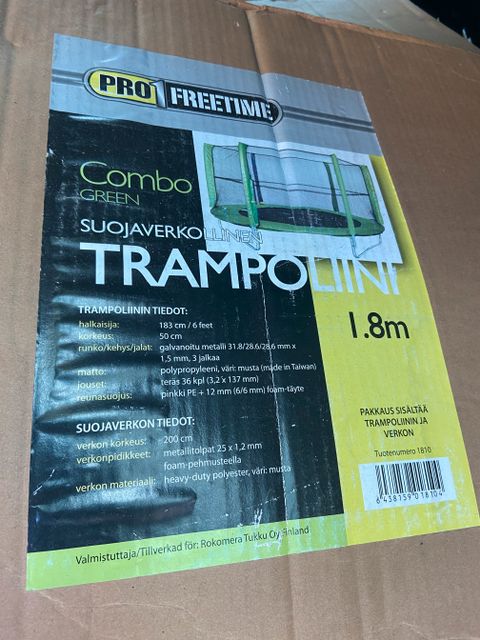 PRO FREETIME
Combo
GREEN
SUOJAVERKOLLINEN
TRAMPOLIINI
1.8m
TRAMPOLIININ TIEDOT:
halkaisija: 183 cm / 6 feet
korkeus: 50 cm
runko/kehys/jalat: galvanoitu metalli 31.8/28.6/28,6 mm x
1,5 mm, 3 jalkaa
matto: polypropyleeni, väri: musta (made in Taiwan)
jouset: teräs 36 kpl (3,2 x 137 mm)
reunasuojus: pinkki PE + 12 mm (6/6 mm) foam-täyte
SUOJAVERKON TIEDOT:
verkon korkeus: 200 cm
verkonpidikkeet: metallitolpat 25 x 1,2 mm
foam-pehmusteella
verkon materiaali: heavy-duty polyester, väri: musta
PAKKAUS SISÄLTÄÄ
TRAMPOLIININ JA
VERKON
Tuotenumero 1810
6 438159 018104
Valmistuttaja/Tillverkad för: Rokomera Tukku Oy Finland